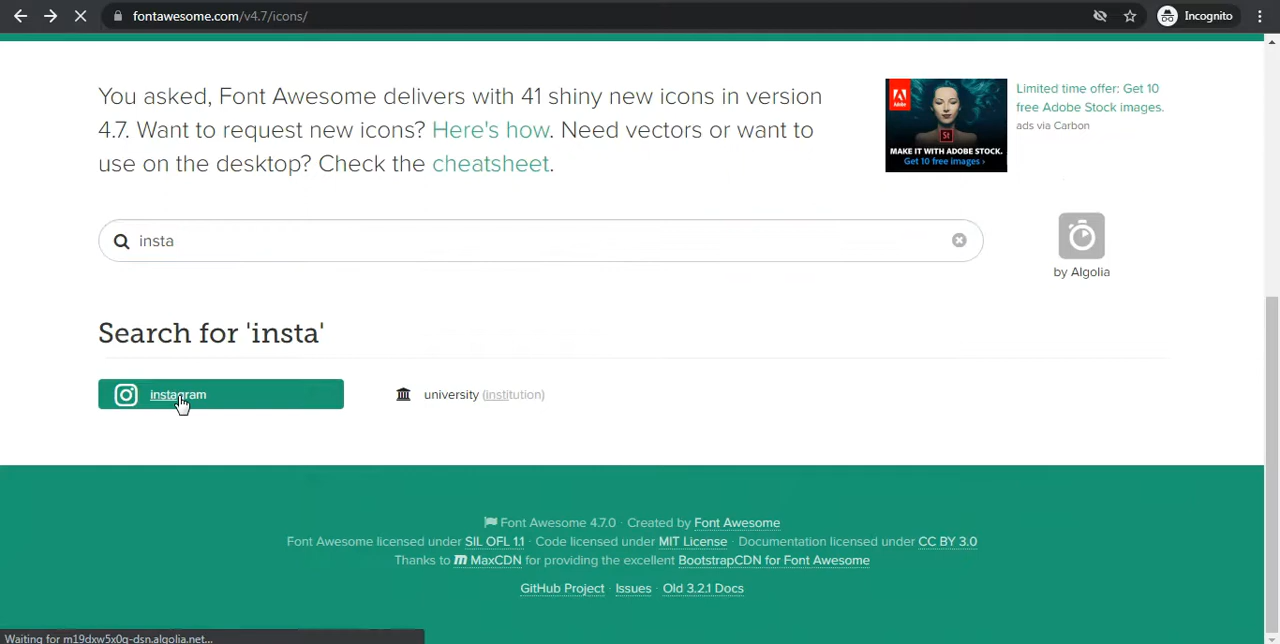 fontawesome.com/v4.7/icons/
Incognito
You asked, Font Awesome delivers with 41 shiny new icons in version
4.7. Want to request new icons? Here's how. Need vectors or want to
use on the desktop? Check the cheatsheet.
St
MAKE IT WITH ADOBE STOCK.
Get 10 free images ›
Limited time offer: Get 10
free Adobe Stock images.
ads via Carbon
insta
by Algolia
Search for 'insta'
instagram
university (institution)
Font Awesome 4.7.0 · Created by Font Awesome
Font Awesome licensed under SIL OFL 1.1 · Code licensed under MIT License · Documentation licensed under CC BY 3.0
Thanks to MaxCDN for providing the excellent BootstrapCDN for Font Awesome
GitHub Project · Issues · Old 3.2.1 Docs
Waiting for m19dxw5x0q-dsn.algolia.net...